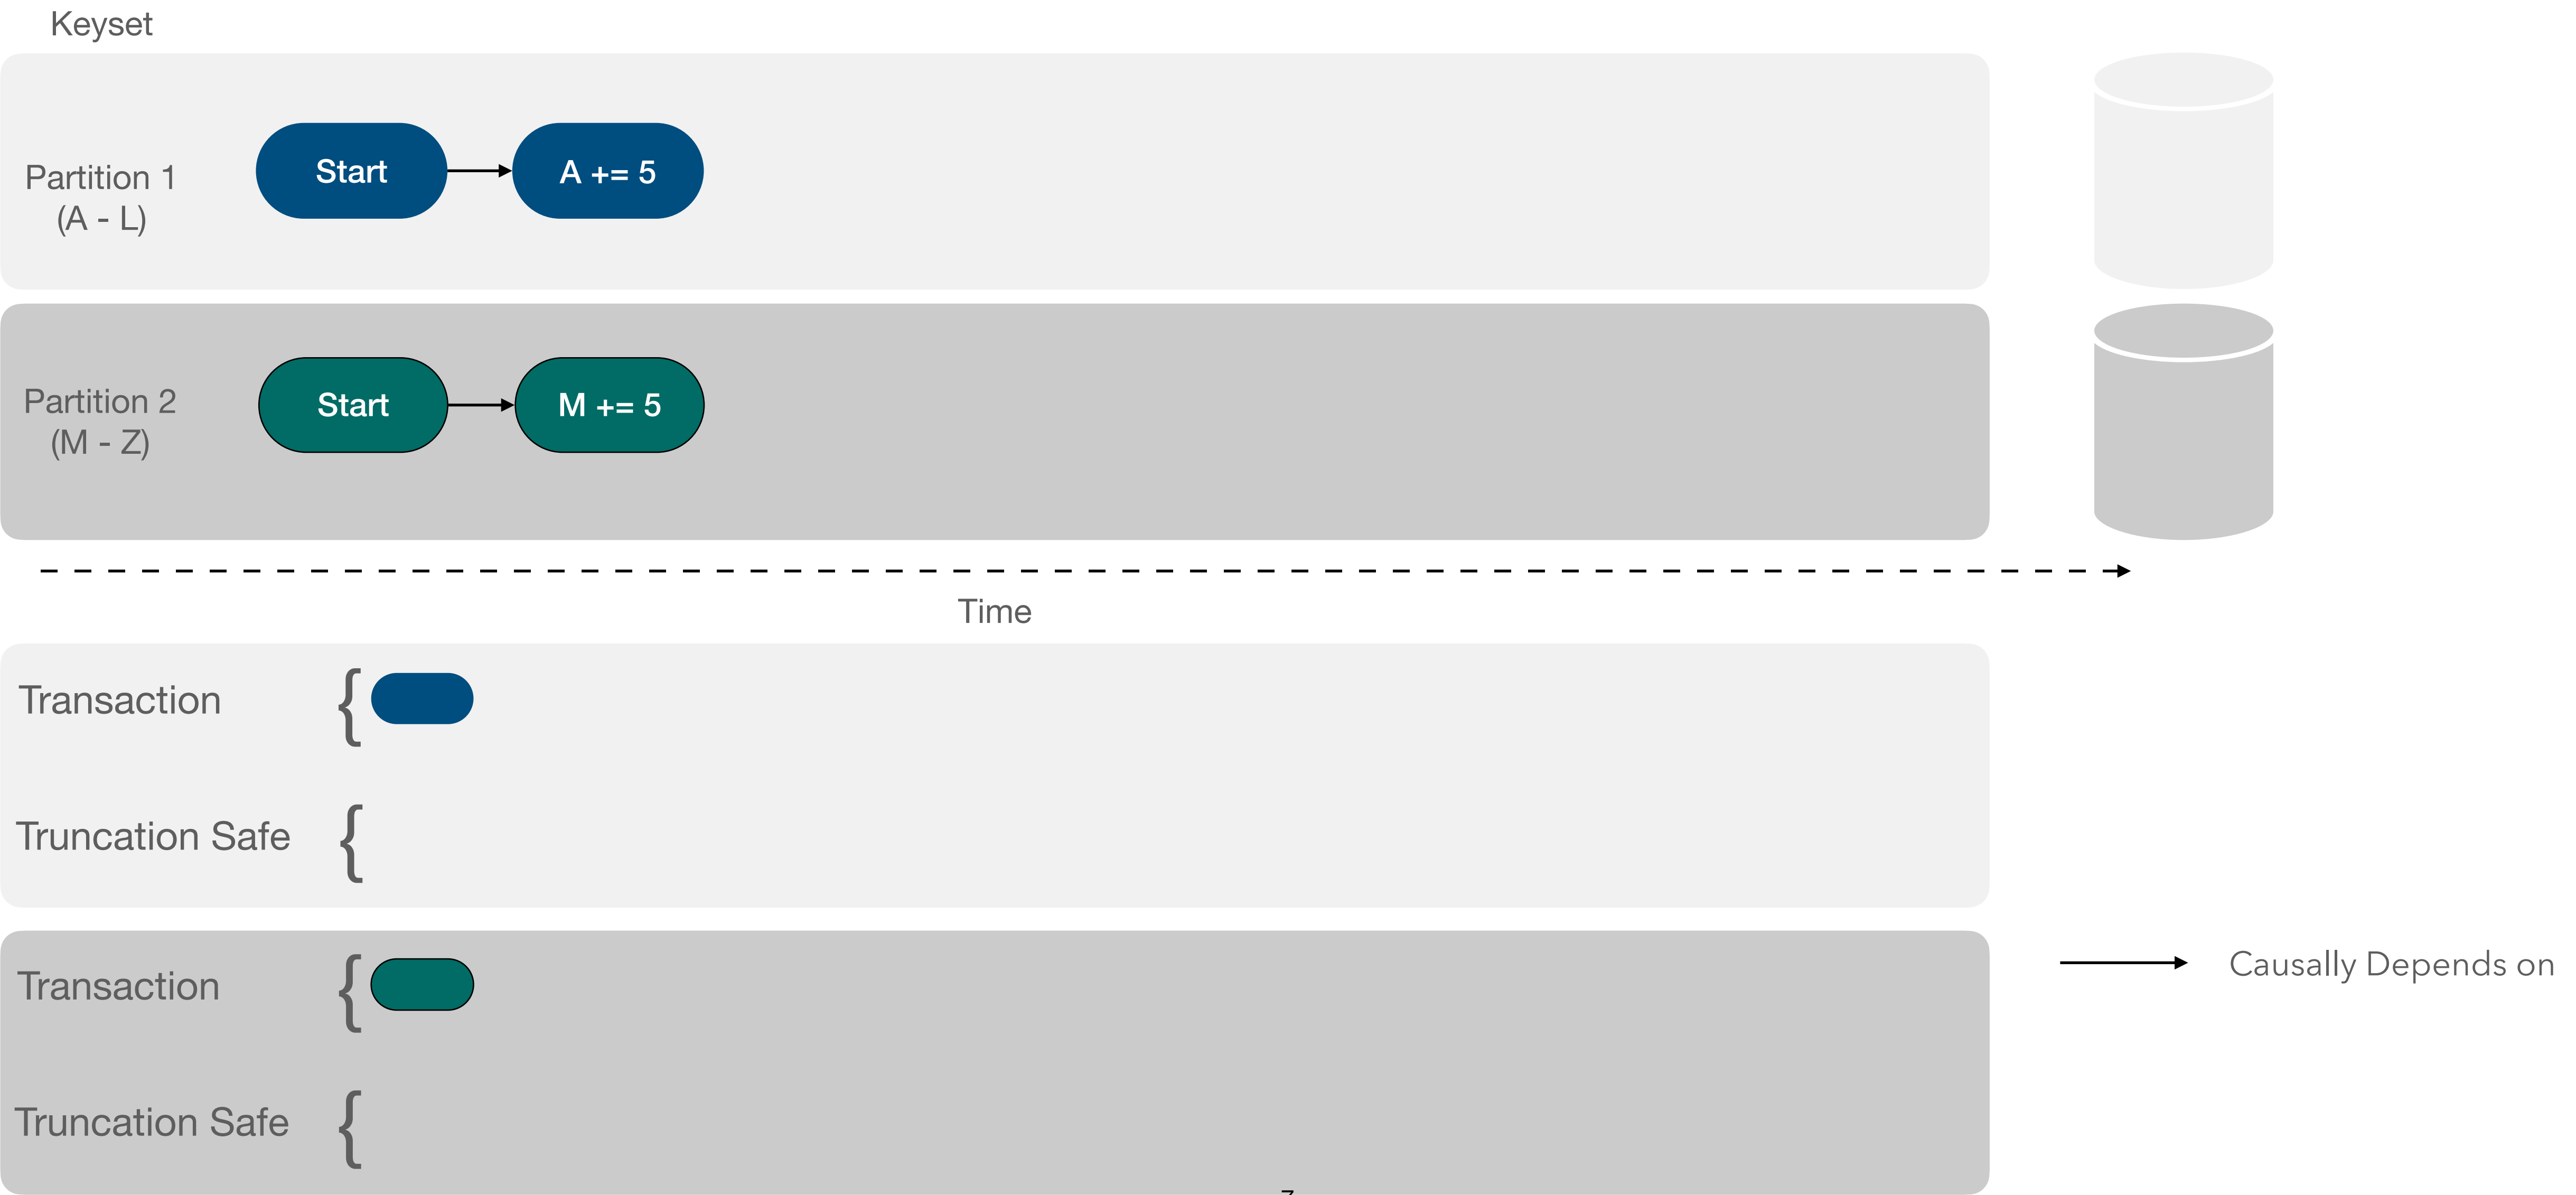 Keyset
Partition 1
(A - L)
Start
A += 5
Partition 2
(M - Z)
Start
M += 5
Time
Transaction {
Truncation Safe {
Transaction {
Causally Depends on
Truncation Safe {